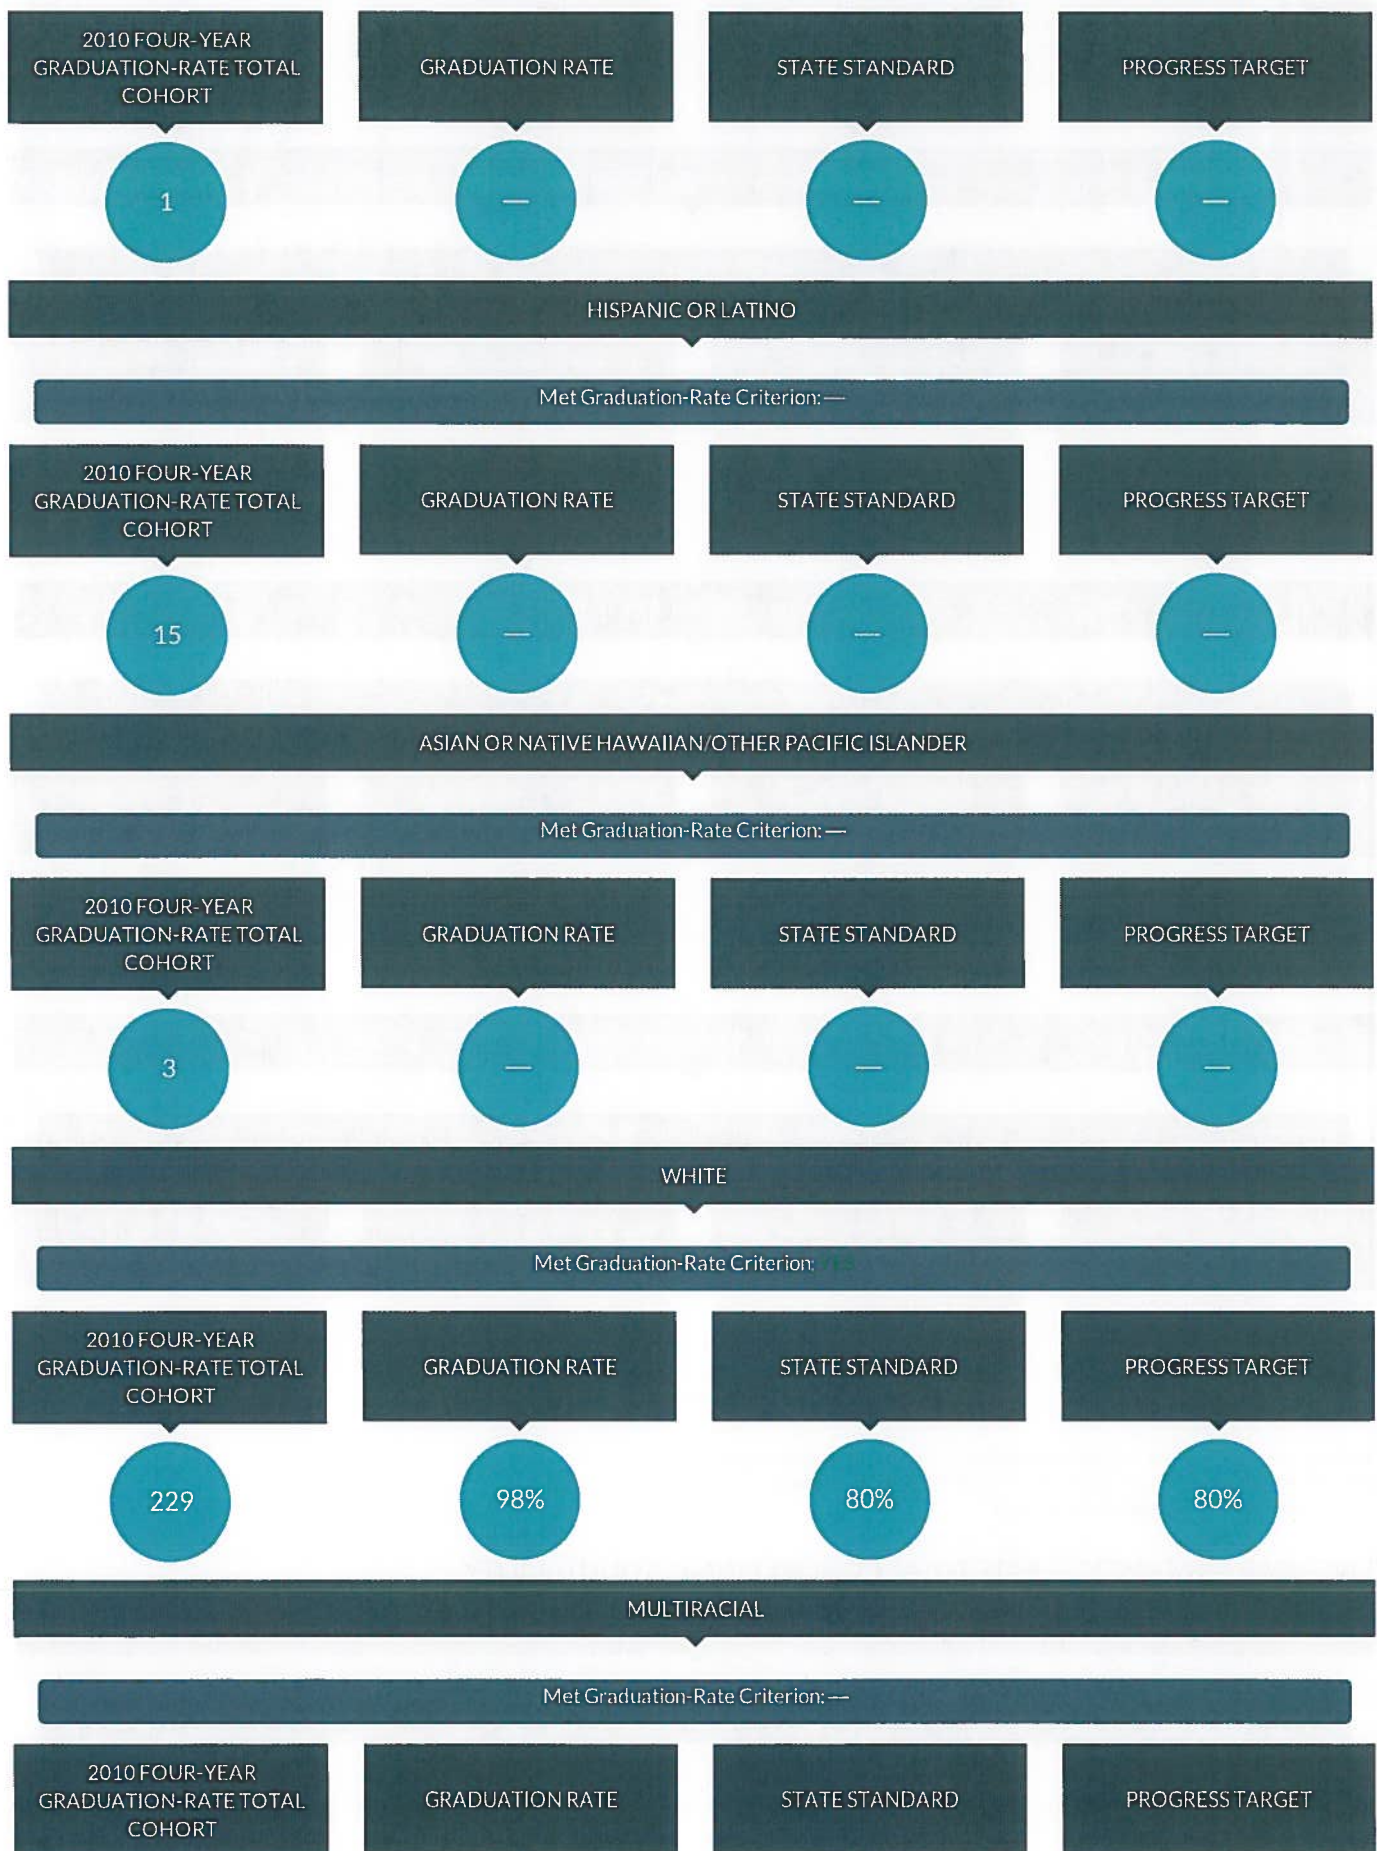 2010 FOUR-YEAR
GRADUATION-RATE TOTAL
COHORT
GRADUATION RATE
STATE STANDARD
PROGRESS TARGET
1
—
—
—
HISPANIC OR LATINO
Met Graduation-Rate Criterion: —
2010 FOUR-YEAR
GRADUATION-RATE TOTAL
COHORT
GRADUATION RATE
STATE STANDARD
PROGRESS TARGET
15
—
—
—
ASIAN OR NATIVE HAWAIIAN/OTHER PACIFIC ISLANDER
Met Graduation-Rate Criterion: —
2010 FOUR-YEAR
GRADUATION-RATE TOTAL
COHORT
GRADUATION RATE
STATE STANDARD
PROGRESS TARGET
3
—
—
—
WHITE
Met Graduation-Rate Criterion: YES
2010 FOUR-YEAR
GRADUATION-RATE TOTAL
COHORT
GRADUATION RATE
STATE STANDARD
PROGRESS TARGET
229
98%
80%
80%
MULTIRACIAL
Met Graduation-Rate Criterion: —
2010 FOUR-YEAR
GRADUATION-RATE TOTAL
COHORT
GRADUATION RATE
STATE STANDARD
PROGRESS TARGET